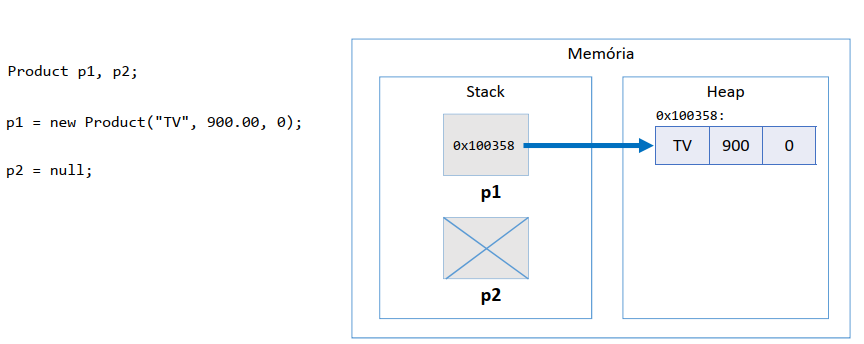 Product p1, p2;
p1 = new Product("TV", 900.00, 0);
p2 = null;
Memória
Stack
0x100358
p1
p2
Heap
0x100358:
TV 900 0